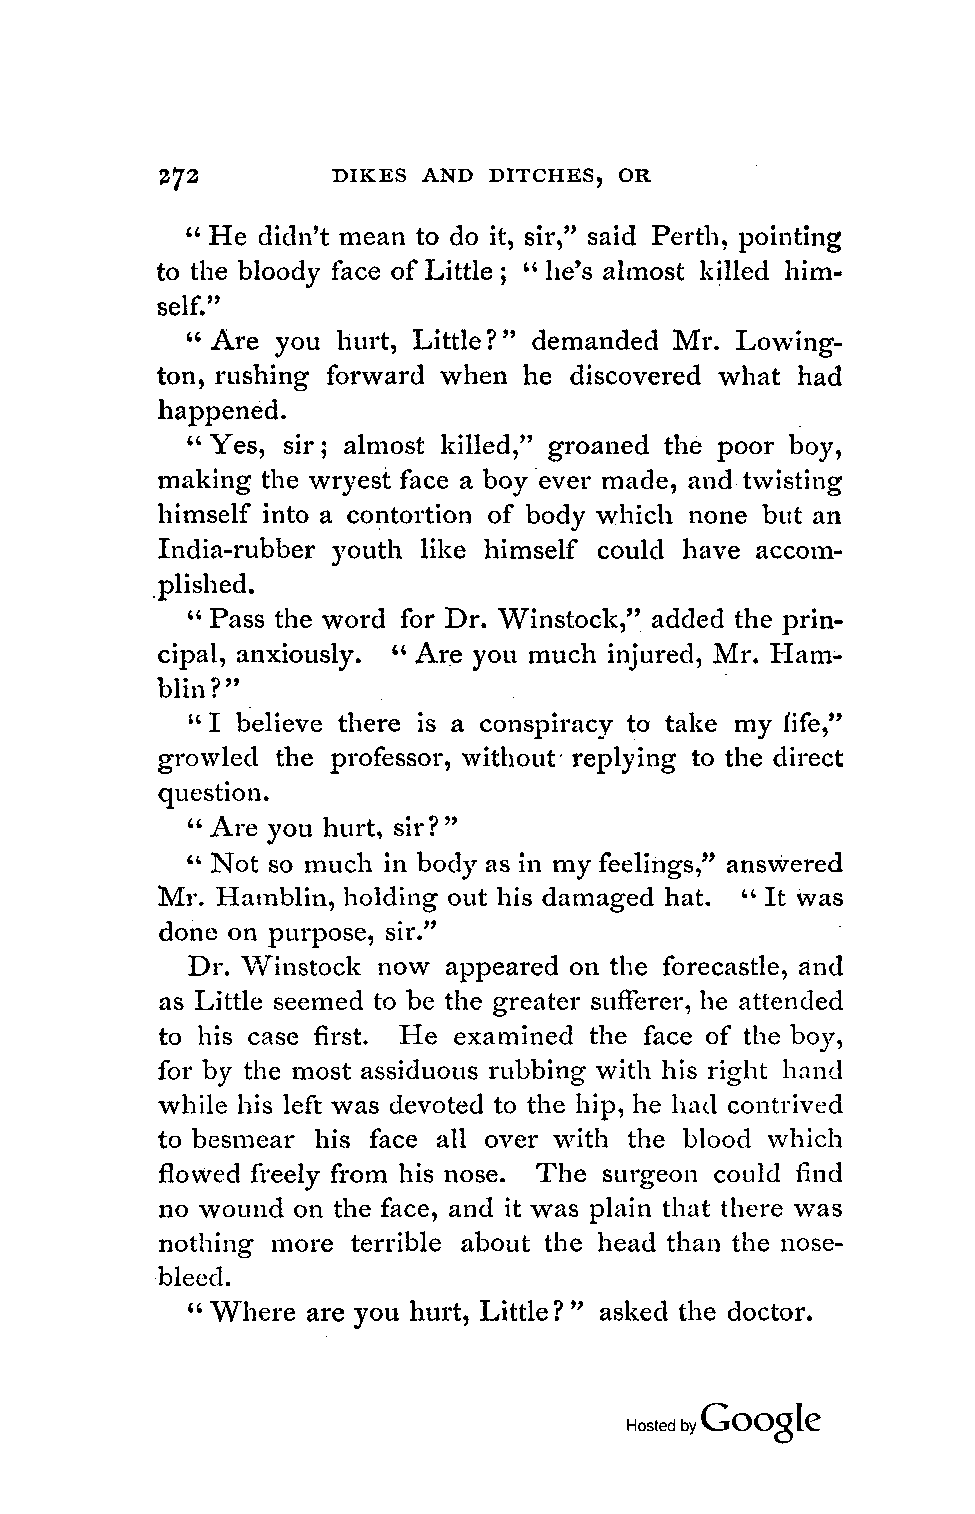 272 DIKES AND DITCHES, OR
“ He didn’t mean to do it, sir,” said Perth, pointing
to the bloody face of Little ; “ he’s almost killed him-
self.”
“ Are you hurt, Little ? ” demanded Mr. Lowing-
ton, rushing forward when he discovered what had
happened.
“ Yes, sir ; almost killed,” groaned the poor boy,
making the wryest face a boy ever made, and twisting
himself into a contortion of body which none but an
India-rubber youth like himself could have accom-
plished.
“ Pass the word for Dr. Winstock,” added the prin-
cipal, anxiously. “ Are you much injured, Mr. Ham-
blin ? ”
“ I believe there is a conspiracy to take my life,”
growled the professor, without replying to the direct
question.
“ Are you hurt, sir ? ”
“ Not so much in body as in my feelings,” answered
Mr. Hamblin, holding out his damaged hat. “ It was
done on purpose, sir.”
Dr. Winstock now appeared on the forecastle, and
as Little seemed to be the greater sufferer, he attended
to his case first. He examined the face of the boy,
for by the most assiduous rubbing with his right hand
while his left was devoted to the hip, he had contrived
to besmear his face all over with the blood which
flowed freely from his nose. The surgeon could find
no wound on the face, and it was plain that there was
nothing more terrible about the head than the nose-
bleed.
“ Where are you hurt, Little ? ” asked the doctor.
Hosted by Google